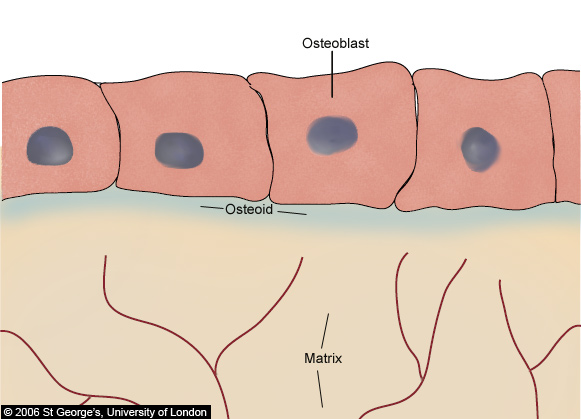 Osteoblast
Osteoid
Matrix
© 2006 St George's, University of London